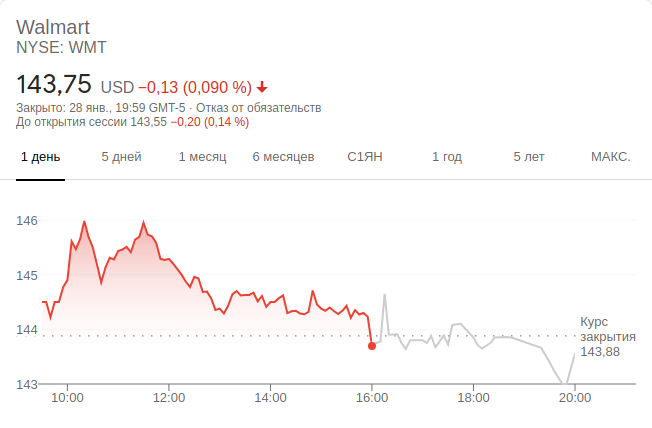 Walmart
NYSE: WMT
143,75 USD −0,13 (0,090 %)
Закрыто: 28 янв., 19:59 GMT-5 · Отказ от обязательств
До открытия сессии 143,55 −0,20 (0,14 %)
1 день 5 дней 1 месяц 6 месяцев С1ЯН 1 год 5 лет МАКС.
146
145
144
143
Курс
закрытия
143,88
10:00 12:00 14:00 16:00 18:00 20:00